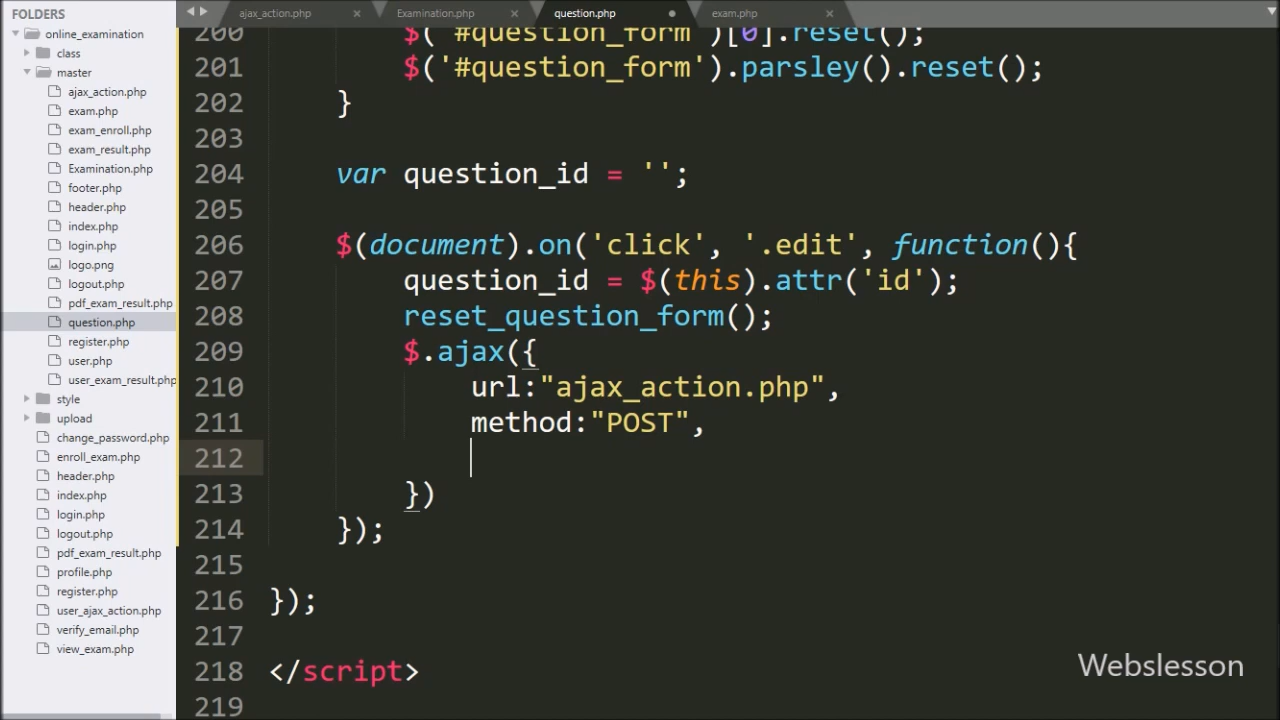 FOLDERS
online_examination
class
master
ajax_action.php
exam.php
exam_enroll.php
exam_result.php
Examination.php
footer.php
header.php
index.php
login.php
logo.png
logout.php
pdf_exam_result.php
question.php
register.php
user.php
user_exam_result.php
style
upload
change_password.php
enroll_exam.php
header.php
index.php
login.php
logout.php
pdf_exam_result.php
profile.php
register.php
user_ajax_action.php
verify_email.php
view_exam.php
ajax_action.php × Examination.php × question.php exam.php ×
200 $('#question_form')[0].reset();
201 $('#question_form').parsley().reset();
202 }
203
204 var question_id = '';
205
206 $(document).on('click', '.edit', function(){
207 question_id = $(this).attr('id');
208 reset_question_form();
209 $.ajax({
210 url:"ajax_action.php",
211 method:"POST",
212
213 })
214 });
215
216 });
217
218 </script>
219
Webslesson